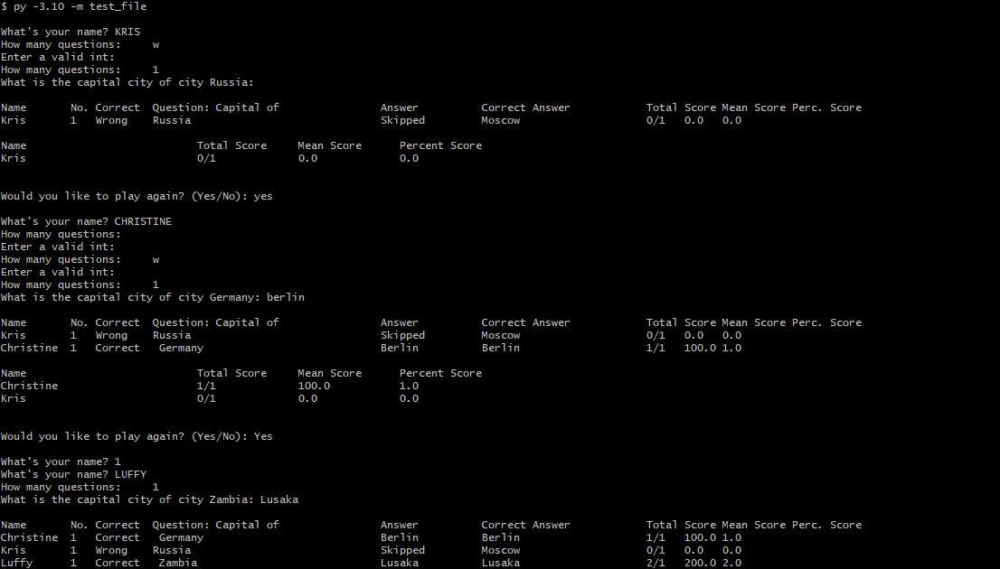 $ py -3.10 -m test_file
What's your name? KRIS
How many questions:     w
Enter a valid int:
How many questions:     1
What is the capital city of city Russia:
Name       No. Correct  Question: Capital of                Answer          Correct Answer            Total Score Mean Score Perc. Score
Kris       1   Wrong    Russia                              Skipped         Moscow                    0/1   0.0   0.0
Name                           Total Score     Mean Score      Percent Score
Kris                           0/1             0.0             0.0
Would you like to play again? (Yes/No): yes
What's your name? CHRISTINE
How many questions:
Enter a valid int:
How many questions:     w
Enter a valid int:
How many questions:     1
What is the capital city of city Germany: berlin
Name       No. Correct  Question: Capital of                Answer          Correct Answer            Total Score Mean Score Perc. Score
Kris       1   Wrong    Russia                              Skipped         Moscow                    0/1   0.0   0.0
Christine  1   Correct   Germany                            Berlin          Berlin                    1/1   100.0 1.0
Name                           Total Score     Mean Score      Percent Score
Christine                      1/1             100.0           1.0
Kris                           0/1             0.0             0.0
Would you like to play again? (Yes/No): Yes
What's your name? 1
What's your name? LUFFY
How many questions:     1
What is the capital city of city Zambia: Lusaka
Name       No. Correct  Question: Capital of                Answer          Correct Answer            Total Score Mean Score Perc. Score
Christine  1   Correct   Germany                            Berlin          Berlin                    1/1   100.0 1.0
Kris       1   Wrong    Russia                              Skipped         Moscow                    0/1   0.0   0.0
Luffy      1   Correct   Zambia                             Lusaka          Lusaka                    2/1   200.0 2.0